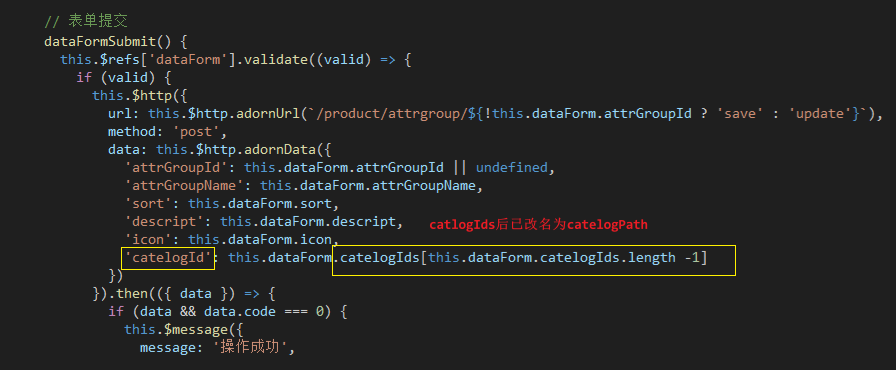 // 表单提交
dataFormSubmit() {
this.$refs['dataForm'].validate((valid) => {
if (valid) {
this.$http({
url: this.$http.adornUrl(`/product/attrgroup/${!this.dataForm.attrGroupId ? 'save' : 'update'}`),
method: 'post',
data: this.$http.adornData({
'attrGroupId': this.dataForm.attrGroupId || undefined,
'attrGroupName': this.dataForm.attrGroupName,
'sort': this.dataForm.sort,
'descript': this.dataForm.descript, catlogIds后已改名为catelogPath
'icon': this.dataForm.icon,
'catelogId': this.dataForm.catelogIds[this.dataForm.catelogIds.length -1]
})
}).then(({ data }) => {
if (data && data.code === 0) {
this.$message({
message: '操作成功',